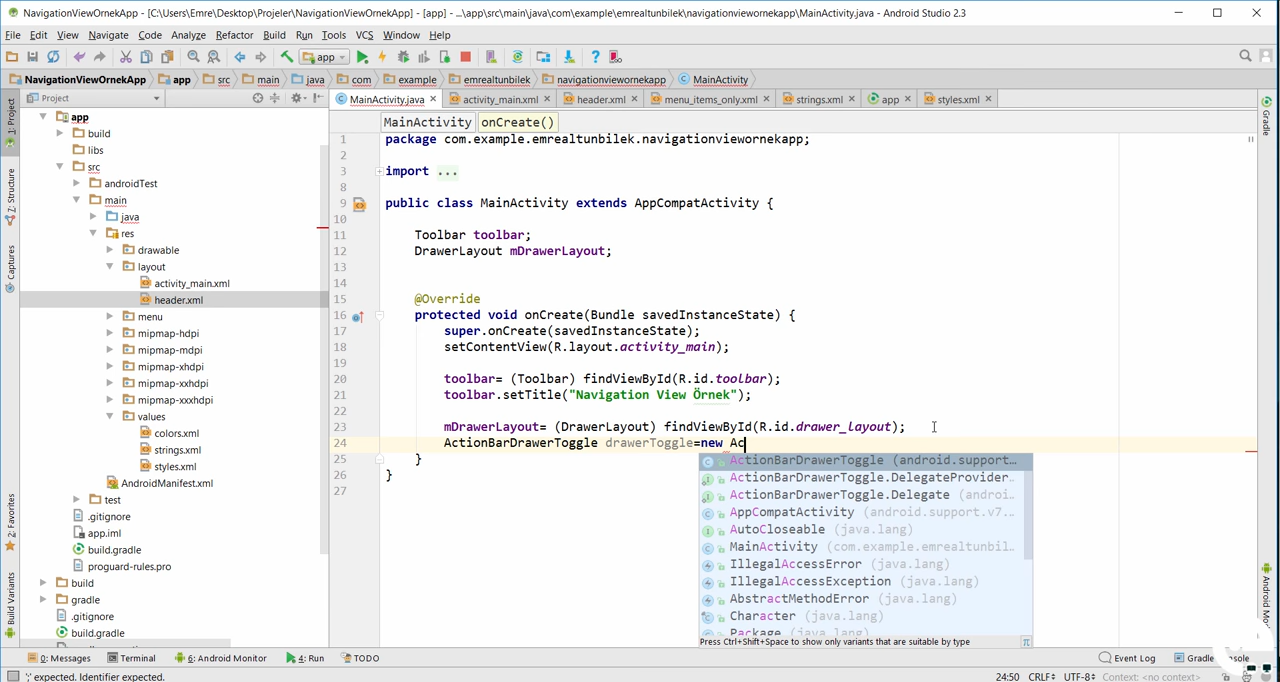 NavigationViewOrnekApp - [C:\Users\Emre\Desktop\Projeler\NavigationViewOrnekApp] - [app] - ...\app\src\main\java\com\example\emrealtunbilek\navigationviewornekapp\MainActivity.java - Android Studio 2.3
File Edit View Navigate Code Analyze Refactor Build Run Tools VCS Window Help
app
NavigationViewOrnekApp app src main java com example emrealtunbilek navigationviewornekapp MainActivity
Project
MainActivity.java activity_main.xml header.xml menu_items_only.xml strings.xml app styles.xml
1: Project
Z: Structure
Captures
2: Favorites
Build Variants
app
build
libs
src
androidTest
main
java
res
drawable
layout
activity_main.xml
header.xml
menu
mipmap-hdpi
mipmap-mdpi
mipmap-xhdpi
mipmap-xxhdpi
mipmap-xxxhdpi
values
colors.xml
strings.xml
styles.xml
AndroidManifest.xml
test
.gitignore
app.iml
build.gradle
proguard-rules.pro
build
gradle
.gitignore
build.gradle
MainActivity onCreate()
1 package com.example.emrealtunbilek.navigationviewornekapp;
2
3 import ...
8
9 public class MainActivity extends AppCompatActivity {
10
11 Toolbar toolbar;
12 DrawerLayout mDrawerLayout;
13
14
15 @Override
16 protected void onCreate(Bundle savedInstanceState) {
17 super.onCreate(savedInstanceState);
18 setContentView(R.layout.activity_main);
19
20 toolbar= (Toolbar) findViewById(R.id.toolbar);
21 toolbar.setTitle("Navigation View Örnek");
22
23 mDrawerLayout= (DrawerLayout) findViewById(R.id.drawer_layout);
24 ActionBarDrawerToggle drawerToggle=new Ac
25 }
26 }
27
ActionBarDrawerToggle (android.support...
ActionBarDrawerToggle.DelegateProvider
ActionBarDrawerToggle.Delegate (androi...
AppCompatActivity (android.support.v7...
AutoCloseable (java.lang)
MainActivity (com.example.emrealtunbil...
IllegalAccessError (java.lang)
IllegalAccessException (java.lang)
AbstractMethodError (java.lang)
Character (java.lang)
Package (java.lang)
Press Ctrl+Shift+Space to show only variants that are suitable by type
Gradle
Android Mo
0: Messages Terminal 6: Android Monitor 4: Run TODO Event Log Gradle
';' expected. Identifier expected. 24:50 CRLF UTF-8 Context: <no context>